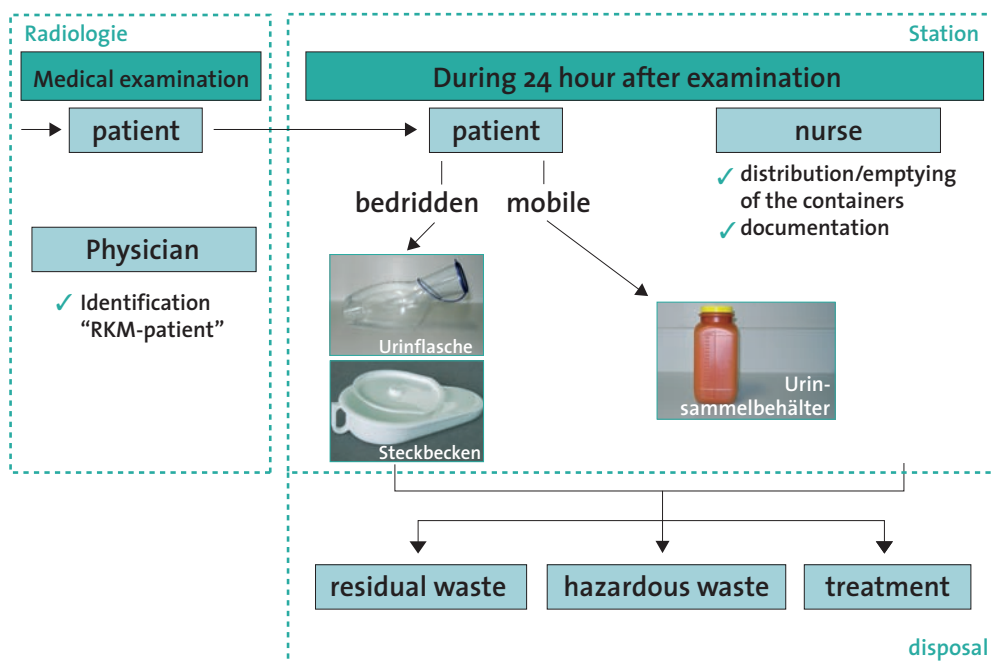 Radiologie
Medical examination
patient
Physician
✓ Identification
“RKM-patient”
Station
During 24 hour after examination
patient
nurse
✓ distribution/emptying
of the containers
✓ documentation
bedridden
mobile
Urinflasche
Steckbecken
Urin-
sammelbehälter
residual waste
hazardous waste
treatment
disposal